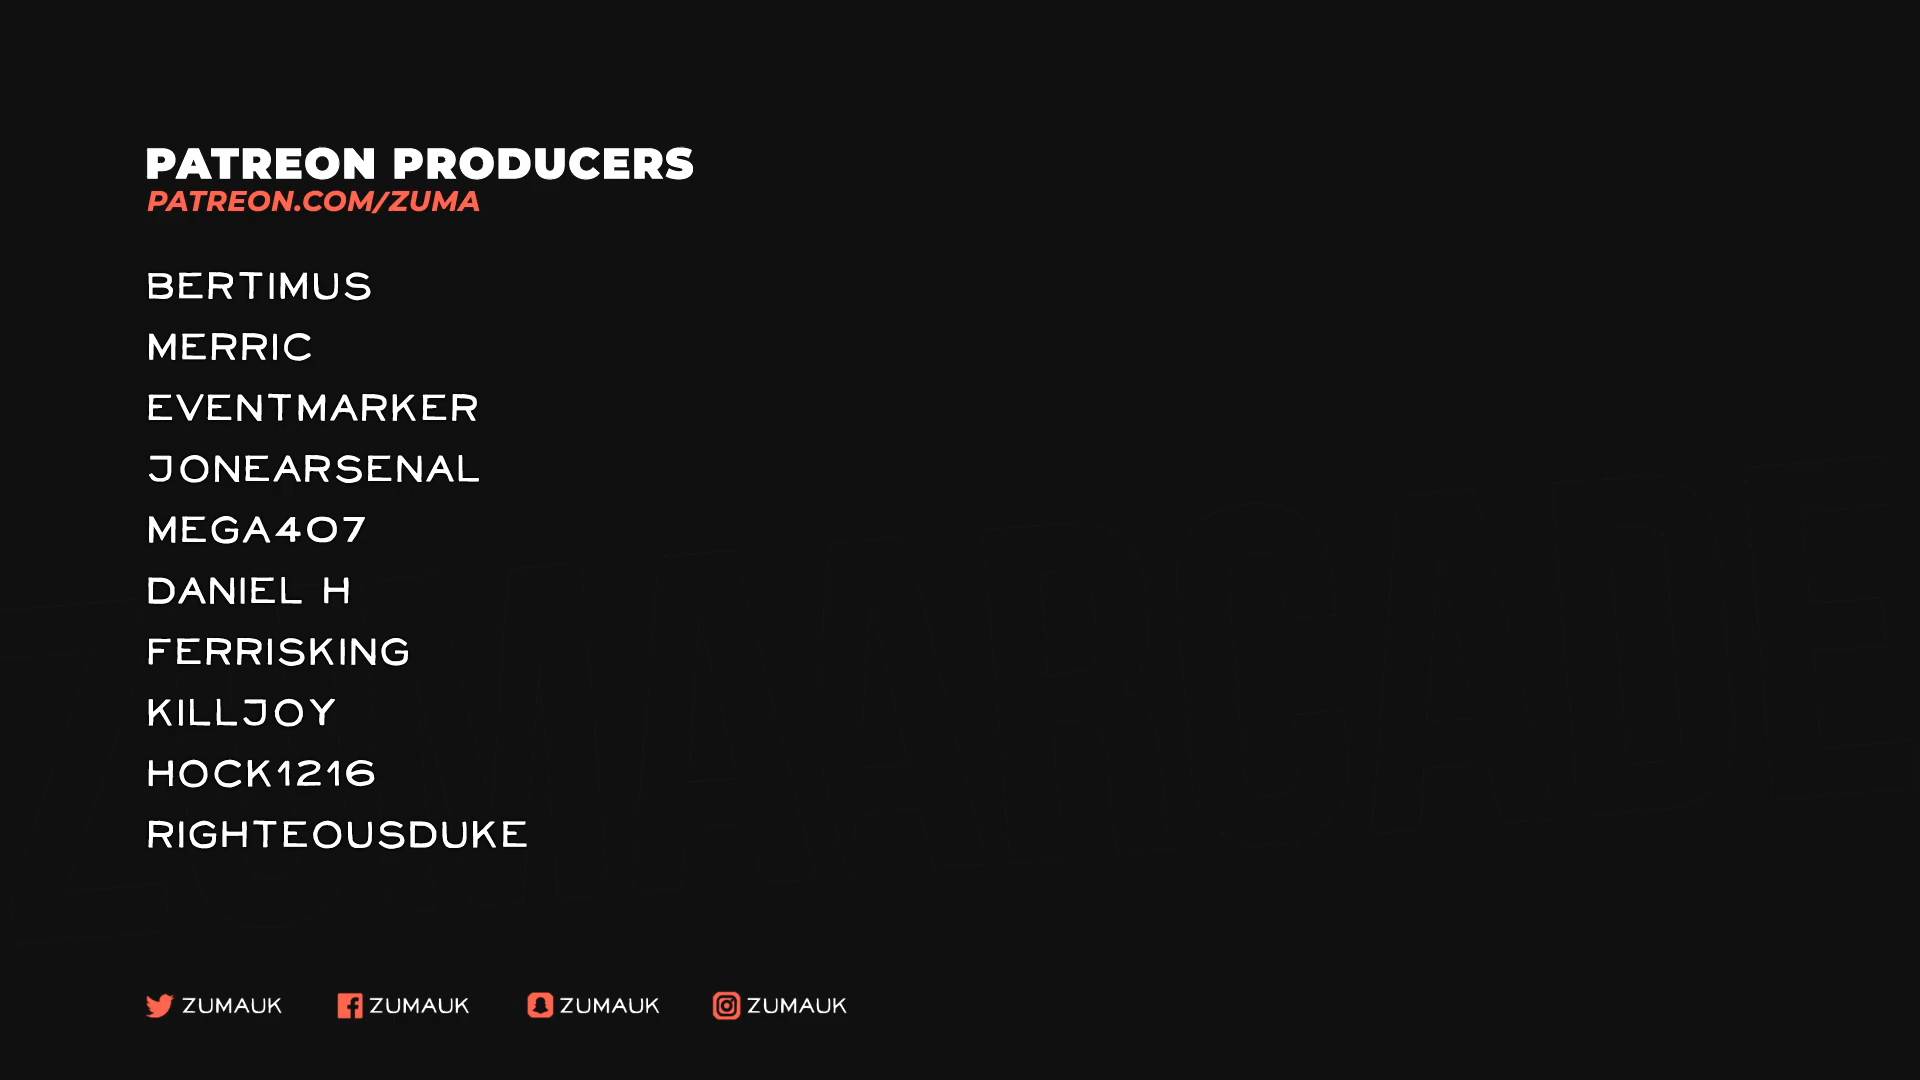 PATREON PRODUCERS
PATREON.COM/ZUMA
BERTIMUS
MERRIC
EVENTMARKER
JONEARSENAL
MEGA407
DANIEL H
FERRISKING
KILLJOY
HOCK1216
RIGHTEOUSDUKE
ZUMAUK ZUMAUK ZUMAUK ZUMAUK